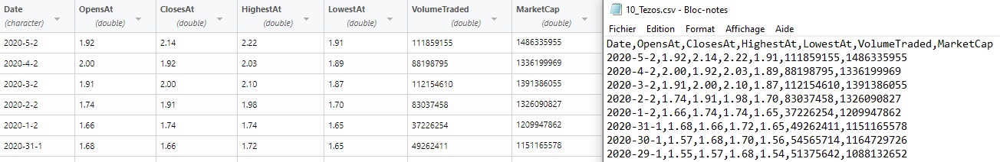 Date OpensAt ClosesAt HighestAt LowestAt VolumeTraded MarketCap
(character) (double) (double) (double) (double) (double) (double)
2020-5-2 1.92 2.14 2.22 1.91 111859155 1486335955
2020-4-2 2.00 1.92 2.03 1.89 88198795 1336199969
2020-3-2 1.91 2.00 2.10 1.87 112154610 1391386055
2020-2-2 1.74 1.91 1.98 1.70 83037458 1326090827
2020-1-2 1.66 1.74 1.74 1.65 37226254 1209947862
2020-31-1 1.68 1.66 1.72 1.65 49262411 1151165578
10_Tezos.csv - Bloc-notes
Fichier Edition Format Affichage Aide
Date,OpensAt,ClosesAt,HighestAt,LowestAt,VolumeTraded,MarketCap
2020-5-2,1.92,2.14,2.22,1.91,111859155,1486335955
2020-4-2,2.00,1.92,2.03,1.89,88198795,1336199969
2020-3-2,1.91,2.00,2.10,1.87,112154610,1391386055
2020-2-2,1.74,1.91,1.98,1.70,83037458,1326090827
2020-1-2,1.66,1.74,1.74,1.65,37226254,1209947862
2020-31-1,1.68,1.66,1.72,1.65,49262411,1151165578
2020-30-1,1.57,1.68,1.70,1.56,54565714,1164729726
2020-29-1,1.55,1.57,1.68,1.54,51375642,1088132652